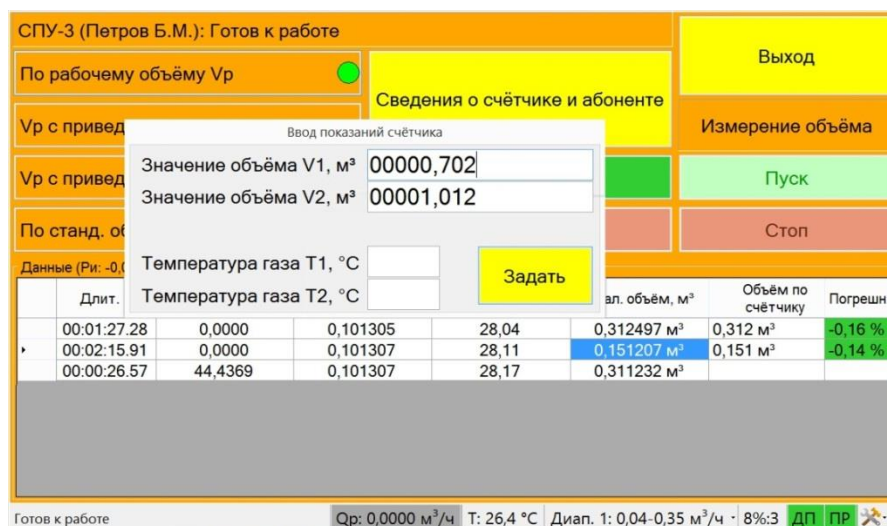 СПУ-3 (Петров Б.М.): Готов к работе
Выход
По рабочему объёму Vр
Сведения о счётчике и абоненте
Vр с привед
Измерение объёма
Ввод показаний счётчика
Значение объёма V1, м³ 00000,702
Значение объёма V2, м³ 00001,012
Vр с привед
Пуск
По станд. об
Стоп
Температура газа T1, °C
Температура газа T2, °C
Задать
Данные (Pи: -0,0
Длит.
ал. объём, м³
Объём по счётчику
Погрешн
00:01:27.28 0,0000 0,101305 28,04 0,312497 м³ 0,312 м³ -0,16 %
00:02:15.91 0,0000 0,101307 28,11 0,151207 м³ 0,151 м³ -0,14 %
00:00:26.57 44,4369 0,101307 28,17 0,311232 м³
Готов к работе Qр: 0,0000 м³/ч T: 26,4 °C Диап. 1: 0,04-0,35 м³/ч 8%:3 ДП ПР